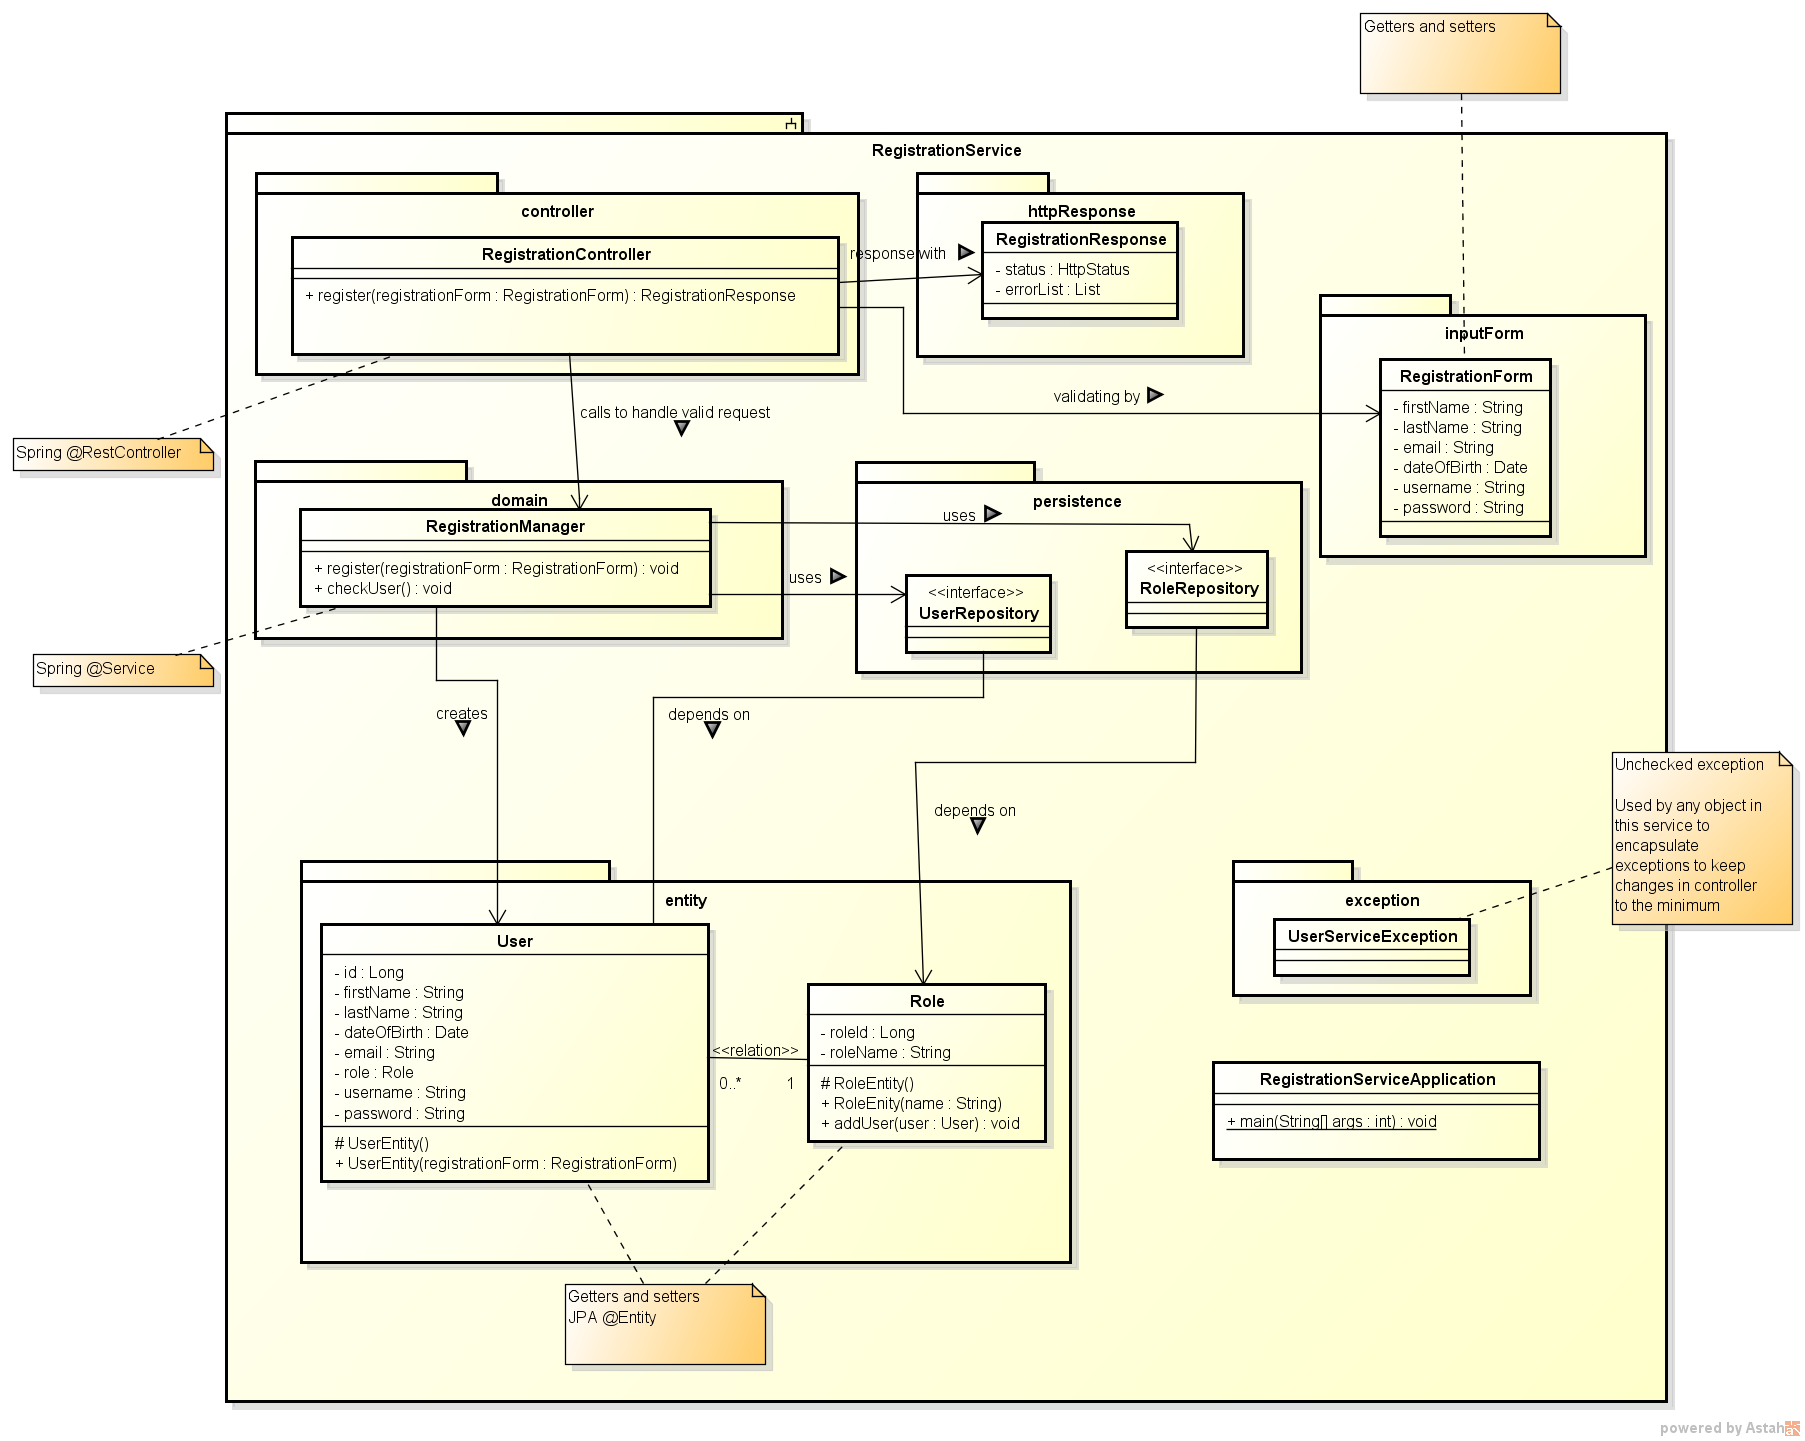 Getters and setters
RegistrationService
controller
RegistrationController
+ register(registrationForm : RegistrationForm) : RegistrationResponse
response with
httpResponse
RegistrationResponse
- status : HttpStatus
- errorList : List
inputForm
RegistrationForm
- firstName : String
- lastName : String
- email : String
- dateOfBirth : Date
- username : String
- password : String
validating by
calls to handle valid request
Spring @RestController
domain
RegistrationManager
+ register(registrationForm : RegistrationForm) : void
+ checkUser() : void
uses
uses
persistence
<<interface>>
UserRepository
<<interface>>
RoleRepository
Spring @Service
creates
depends on
depends on
Unchecked exception
Used by any object in
this service to
encapsulate
exceptions to keep
changes in controller
to the minimum
entity
User
- id : Long
- firstName : String
- lastName : String
- dateOfBirth : Date
- email : String
- role : Role
- username : String
- password : String
# UserEntity()
+ UserEntity(registrationForm : RegistrationForm)
<<relation>>
0..*
1
Role
- roleId : Long
- roleName : String
# RoleEntity()
+ RoleEnity(name : String)
+ addUser(user : User) : void
exception
UserServiceException
RegistrationServiceApplication
+ main(String[] args : int) : void
Getters and setters
JPA @Entity
powered by Astah